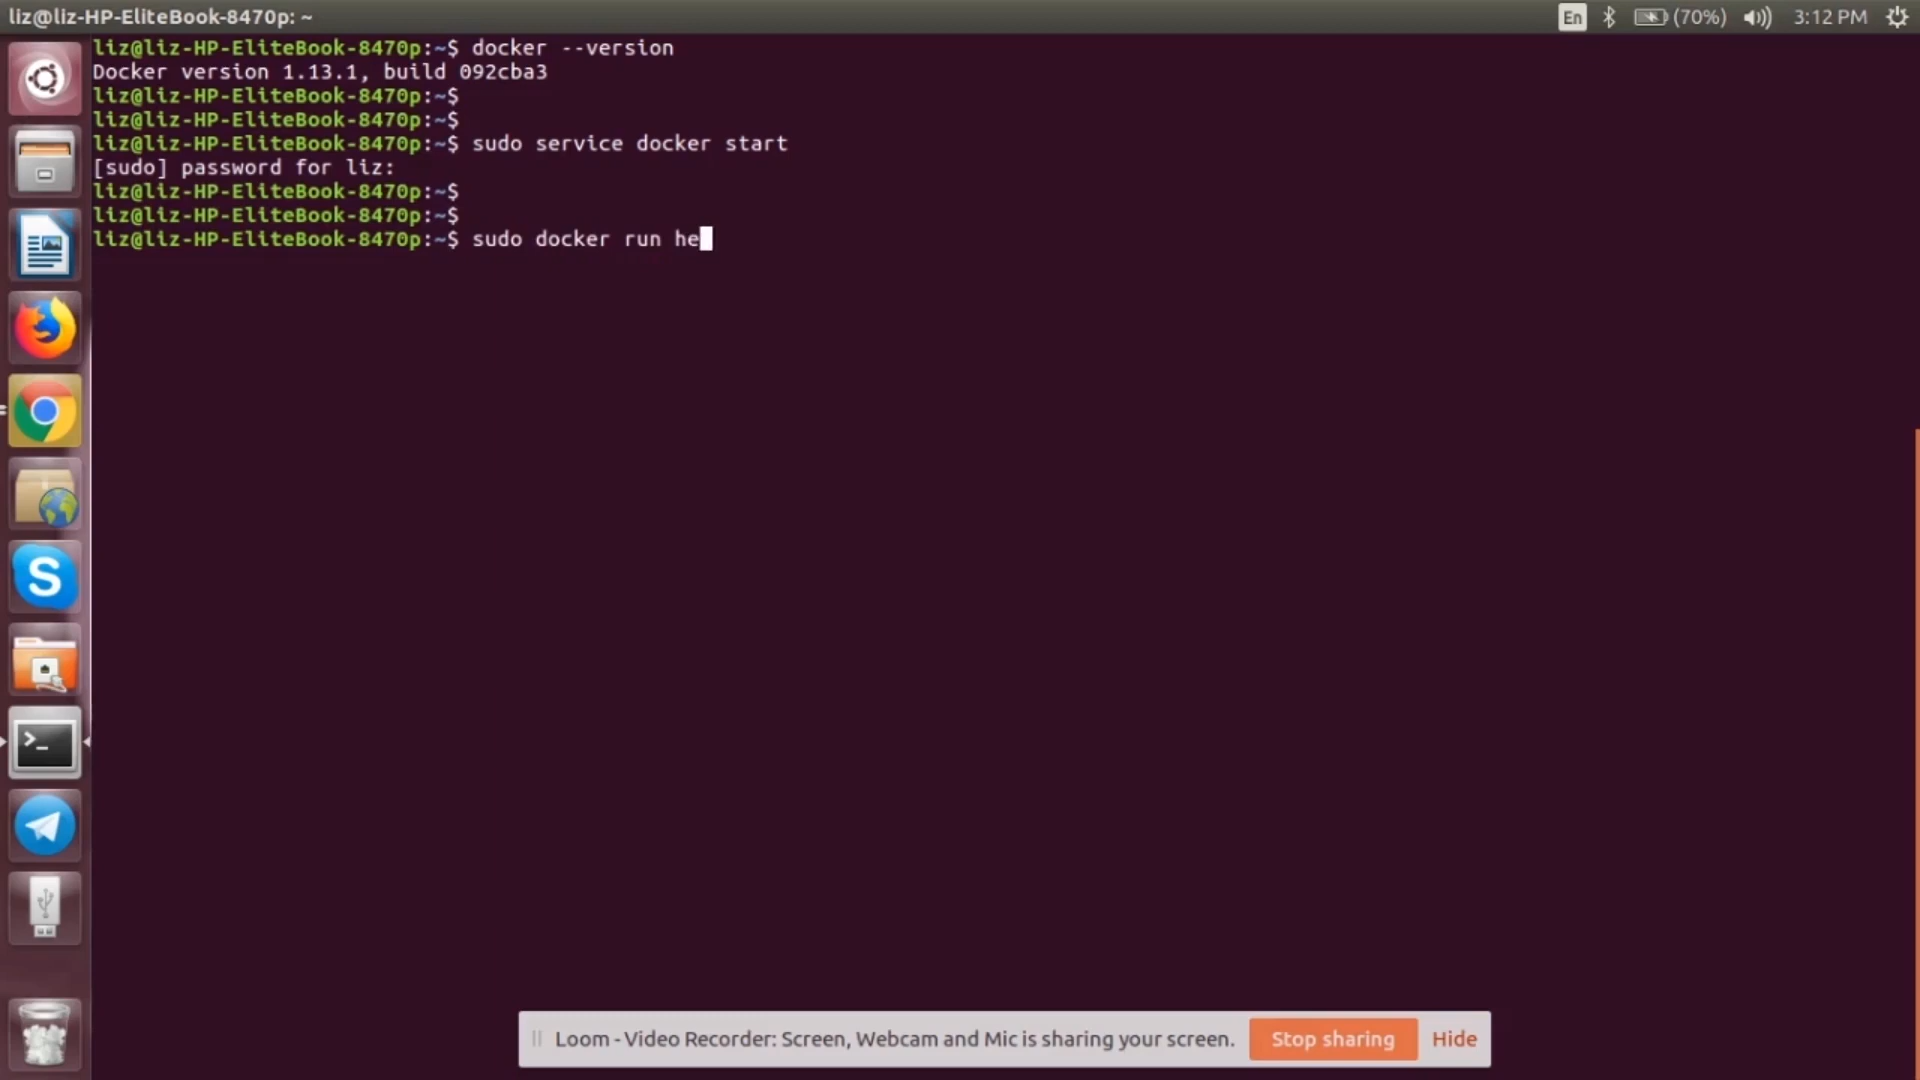 liz@liz-HP-EliteBook-8470p: ~
En
(70%)
3:12 PM
liz@liz-HP-EliteBook-8470p:~$ docker --version
Docker version 1.13.1, build 092cba3
liz@liz-HP-EliteBook-8470p:~$
liz@liz-HP-EliteBook-8470p:~$
liz@liz-HP-EliteBook-8470p:~$ sudo service docker start
[sudo] password for liz:
liz@liz-HP-EliteBook-8470p:~$
liz@liz-HP-EliteBook-8470p:~$
liz@liz-HP-EliteBook-8470p:~$ sudo docker run he
Loom - Video Recorder: Screen, Webcam and Mic is sharing your screen.
Stop sharing
Hide